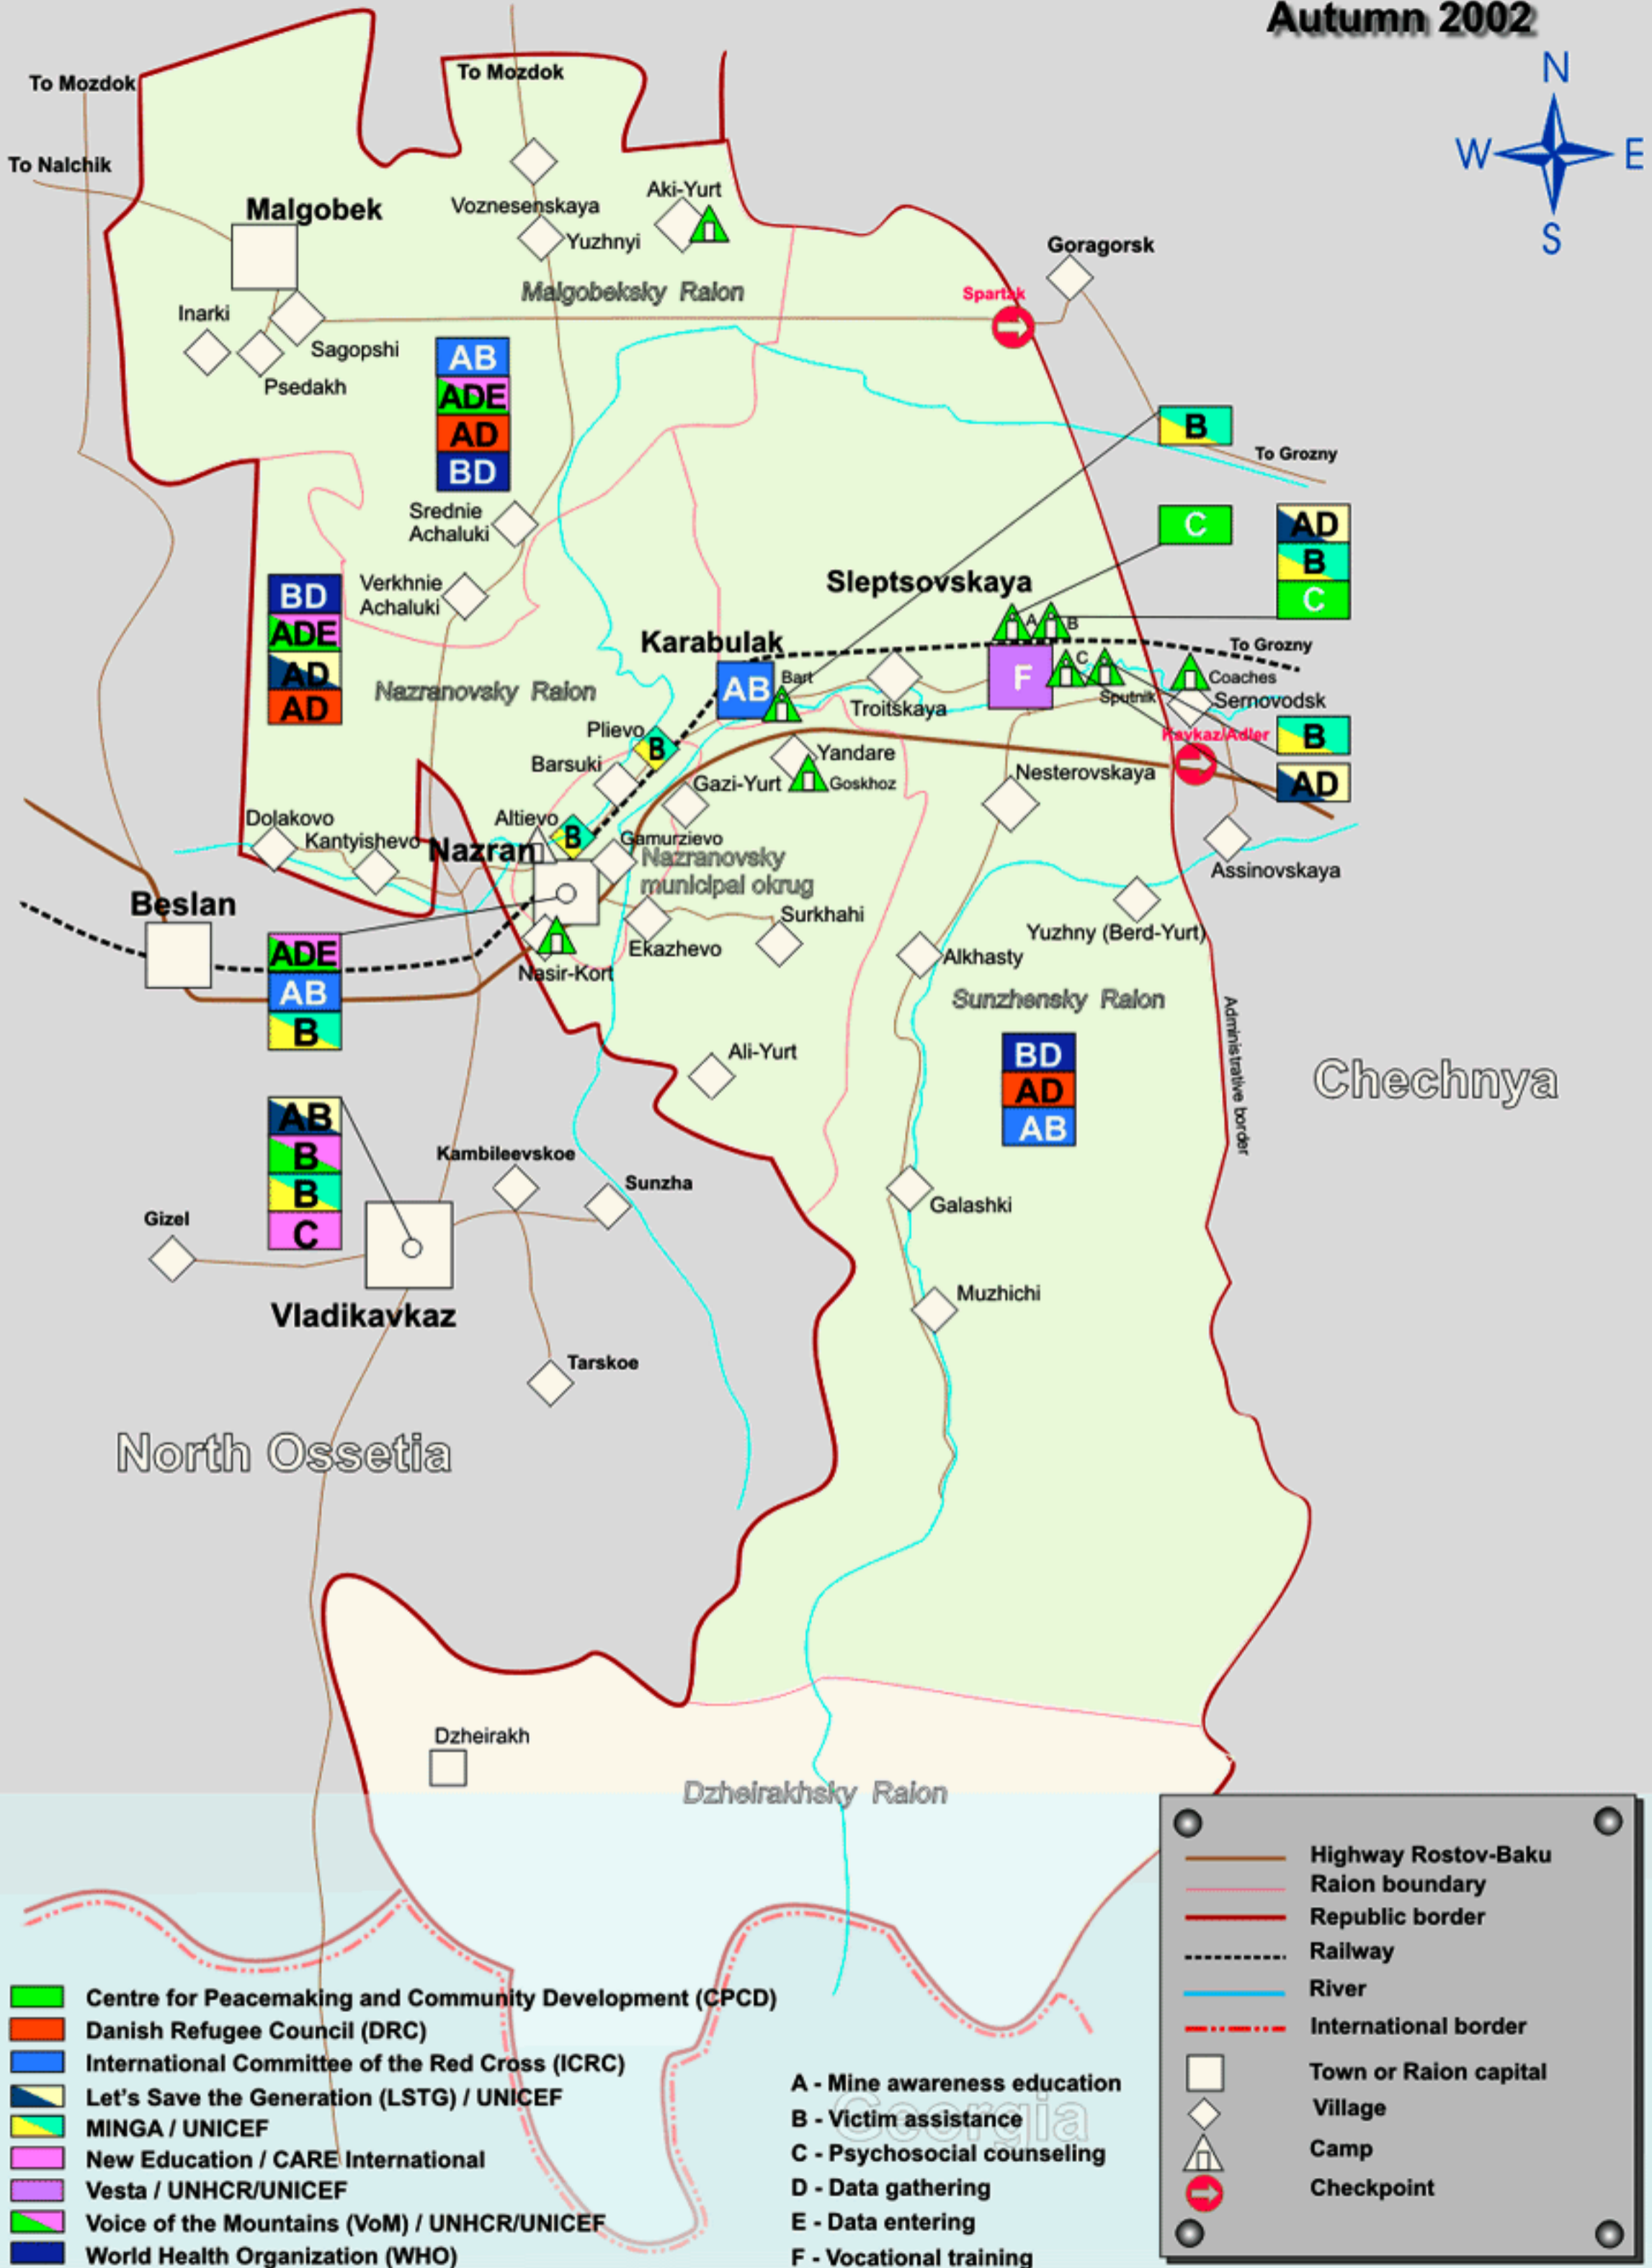 Autumn 2002
N
W
E
S
To Mozdok
To Mozdok
To Nalchik
Malgobek
Voznesenskaya
Yuzhnyi
Aki-Yurt
Malgobeksky Raion
Goragorsk
Spartak
Inarki
Sagopshi
Psedakh
AB
ADE
AD
BD
B
To Grozny
Srednie
Achaluki
C
AD
B
C
Verkhnie
Achaluki
BD
ADE
AD
AD
Sleptsovskaya
A
B
Karabulak
To Grozny
AB
Bart
F
C
Coaches
Sputnik
Sernovodsk
Troitskaya
Nazranovsky Raion
Plievo
B
B
Kavkaz/Adler
AD
Barsuki
Yandare
Gazi-Yurt
Goskhoz
Nesterovskaya
Dolakovo
Kantyishevo
Altievo
B
Nazran
Gamurzievo
Nazranovsky
municipal okrug
Assinovskaya
Beslan
Surkhahi
Ekazhevo
Yuzhny (Berd-Yurt)
Nasir-Kort
Alkhasty
ADE
AB
B
Sunzhensky Raion
Administrative border
Ali-Yurt
BD
AD
AB
Chechnya
AB
B
B
C
Kambileevskoe
Sunzha
Gizel
Galashki
Vladikavkaz
Muzhichi
Tarskoe
North Ossetia
Dzheirakh
Dzheirakhsky Raion
Highway Rostov-Baku
Raion boundary
Republic border
Railway
River
International border
Town or Raion capital
Village
Camp
Checkpoint
Georgia
Centre for Peacemaking and Community Development (CPCD)
Danish Refugee Council (DRC)
International Committee of the Red Cross (ICRC)
Let's Save the Generation (LSTG) / UNICEF
MINGA / UNICEF
New Education / CARE International
Vesta / UNHCR/UNICEF
Voice of the Mountains (VoM) / UNHCR/UNICEF
World Health Organization (WHO)
A - Mine awareness education
B - Victim assistance
C - Psychosocial counseling
D - Data gathering
E - Data entering
F - Vocational training